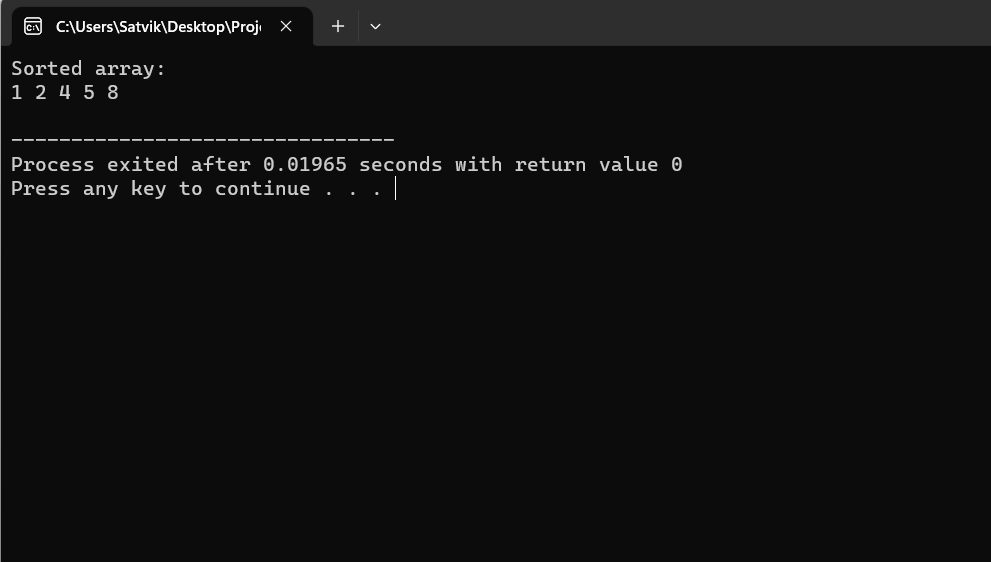 C:\Users\Satvik\Desktop\Proj
Sorted array:
1 2 4 5 8
--------------------------------
Process exited after 0.01965 seconds with return value 0
Press any key to continue . . .